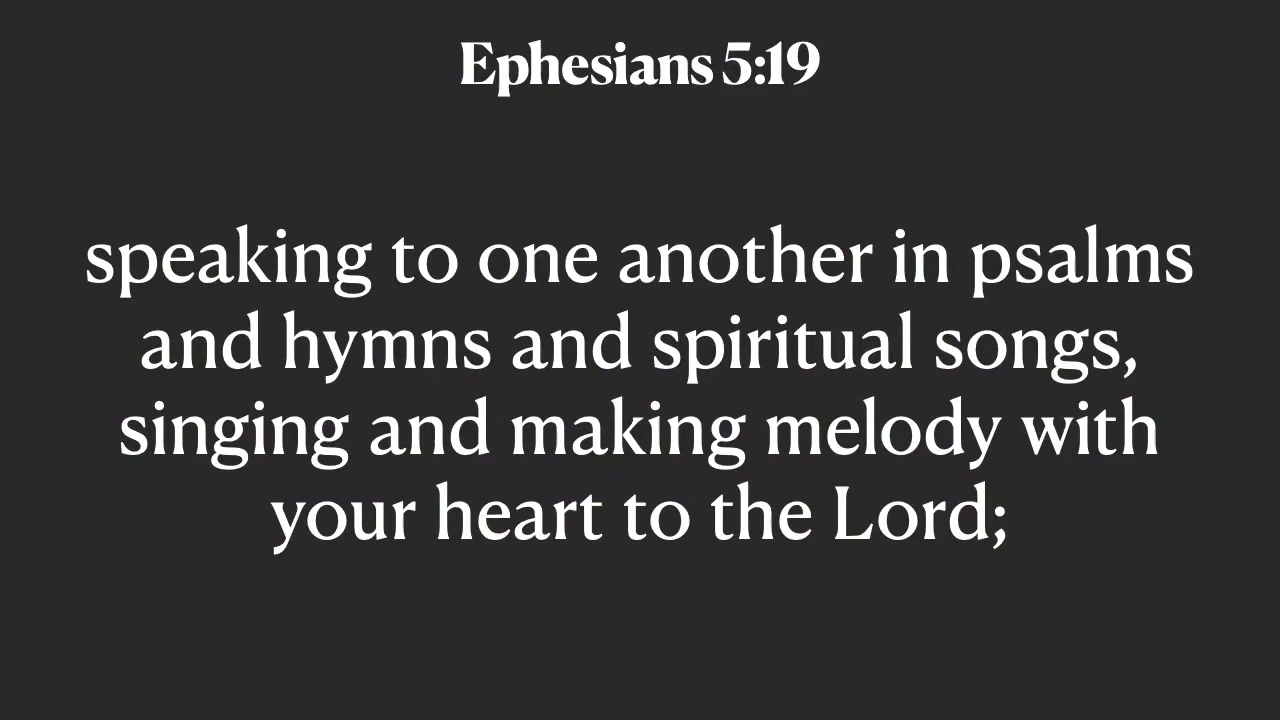 Ephesians 5:19
speaking to one another in psalms
and hymns and spiritual songs,
singing and making melody with
your heart to the Lord;